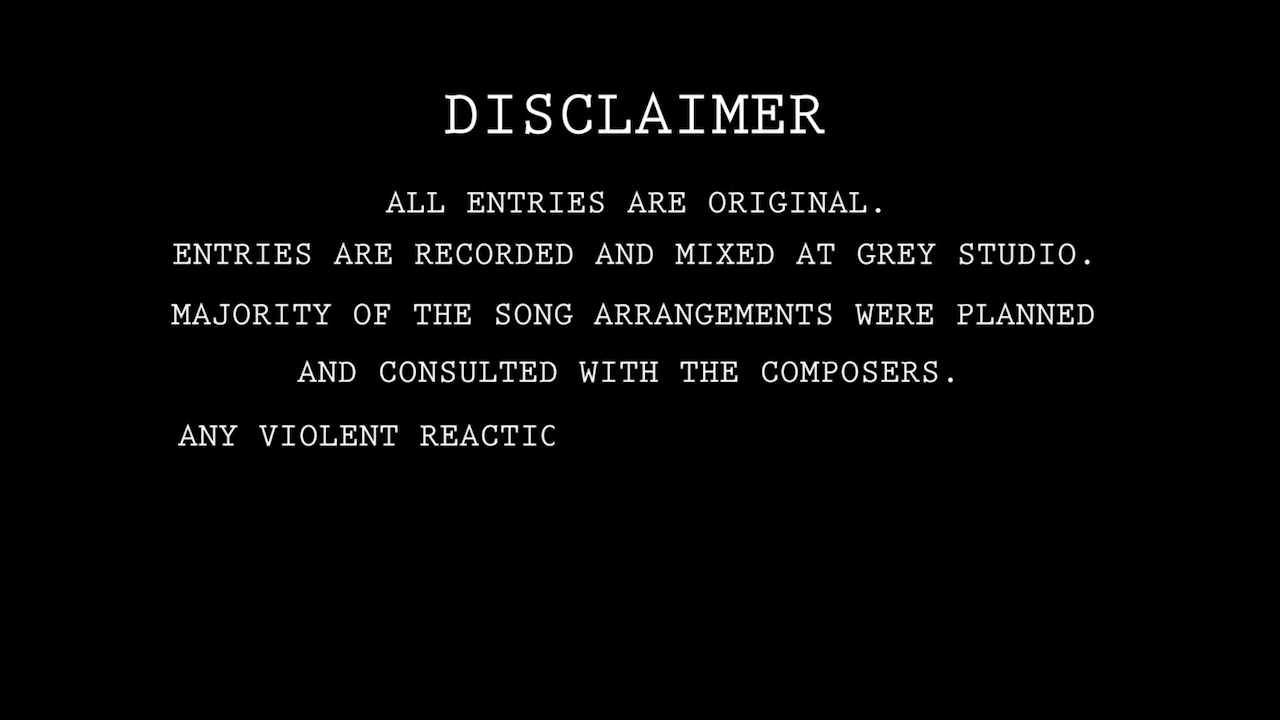 DISCLAIMER
ALL ENTRIES ARE ORIGINAL.
ENTRIES ARE RECORDED AND MIXED AT GREY STUDIO.
MAJORITY OF THE SONG ARRANGEMENTS WERE PLANNED
AND CONSULTED WITH THE COMPOSERS.
ANY VIOLENT REACTIO